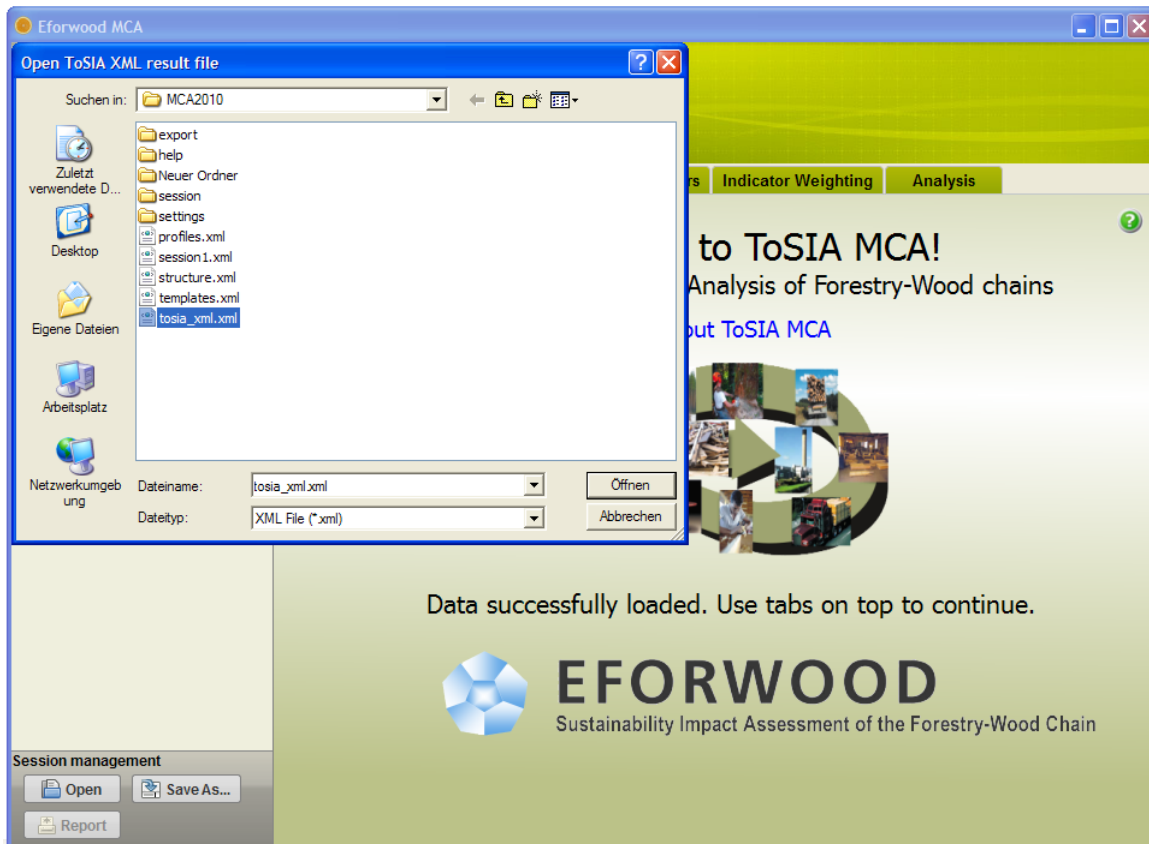 Eforwood MCA
Open ToSIA XML result file
Suchen in:
MCA2010
Zuletzt
verwendete D...
Desktop
Eigene Dateien
Arbeitsplatz
Netzwerkumgeb
ung
export
help
Neuer Ordner
session
settings
profiles.xml
session1.xml
structure.xml
templates.xml
tosia_xml.xml
Dateiname:
tosia_xml.xml
Öffnen
Dateityp:
XML File (*.xml)
Abbrechen
rs
Indicator Weighting
Analysis
to ToSIA MCA!
Analysis of Forestry-Wood chains
out ToSIA MCA
Data successfully loaded. Use tabs on top to continue.
EFORWOOD
Sustainability Impact Assessment of the Forestry-Wood Chain
Session management
Open
Save As...
Report